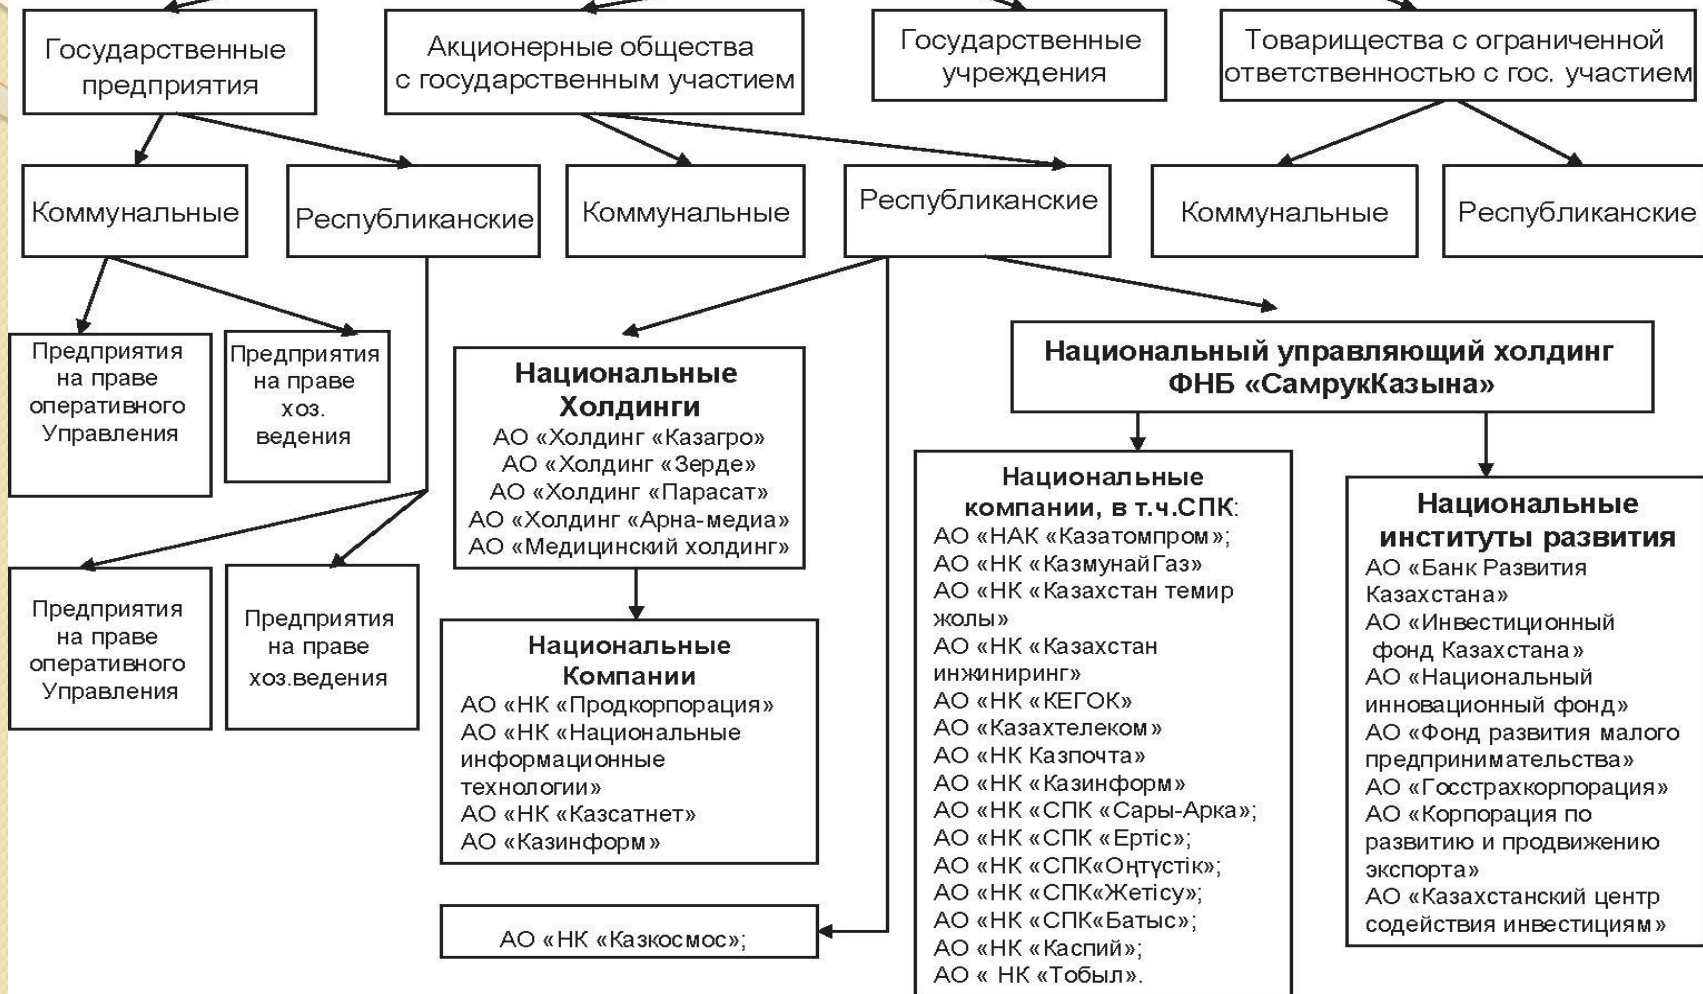 Государственные
предприятия
Акционерные общества
с государственным участием
Государственные
учреждения
Товарищества с ограниченной
ответственностью с гос. участием
Коммунальные
Республиканские
Коммунальные
Республиканские
Коммунальные
Республиканские
Предприятия
на праве
оперативного
Управления
Предприятия
на праве
хоз.
ведения
Национальные
Холдинги
АО «Холдинг «Казагро»
АО «Холдинг «Зерде»
АО «Холдинг «Парасат»
АО «Холдинг «Арна-медиа»
АО «Медицинский холдинг»
Национальный управляющий холдинг
ФНБ «СамрукКазына»
Предприятия
на праве
оперативного
Управления
Предприятия
на праве
хоз.ведения
Национальные
Компании
АО «НК «Продкорпорация»
АО «НК «Национальные
информационные
технологии»
АО «НК «Казсатнет»
АО «Казинформ»
АО «НК «Казкосмос»;
Национальные
компании, в т.ч.СПК:
АО «НАК «Казатомпром»;
АО «НК «КазмунайГаз»
АО «НК «Казахстан темир
жолы»
АО «НК «Казахстан
инжиниринг»
АО «НК «КЕГОК»
АО «Казахтелеком»
АО «НК Казпочта»
АО «НК «Казинформ»
АО «НК «СПК «Сары-Арка»;
АО «НК «СПК «Ертіс»;
АО «НК «СПК«Оңтүстік»;
АО «НК «СПК«Жетісу»;
АО «НК «СПК«Батыс»;
АО «НК «Каспий»;
АО « НК «Тобыл».
Национальные
институты развития
АО «Банк Развития
Казахстана»
АО «Инвестиционный
фонд Казахстана»
АО «Национальный
инновационный фонд»
АО «Фонд развития малого
предпринимательства»
АО «Госстрахкорпорация»
АО «Корпорация по
развитию и продвижению
экспорта»
АО «Казахстанский центр
содействия инвестициям»